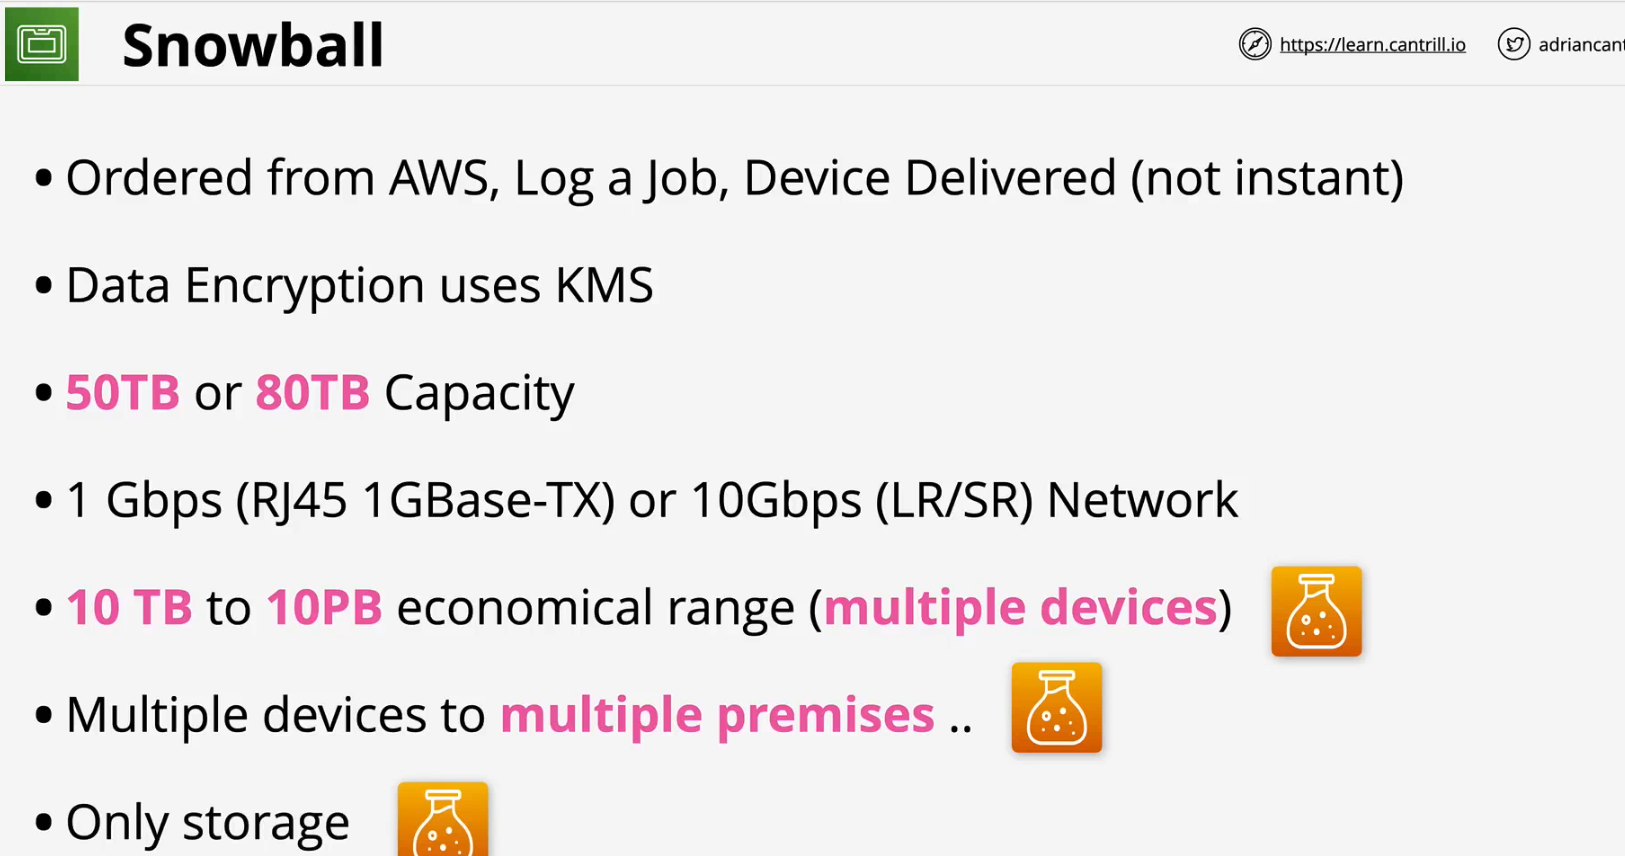 Snowball
https://learn.cantrill.io
adriancant
• Ordered from AWS, Log a Job, Device Delivered (not instant)
• Data Encryption uses KMS
• 50TB or 80TB Capacity
• 1 Gbps (RJ45 1GBase-TX) or 10Gbps (LR/SR) Network
• 10 TB to 10PB economical range (multiple devices)
• Multiple devices to multiple premises ..
• Only storage